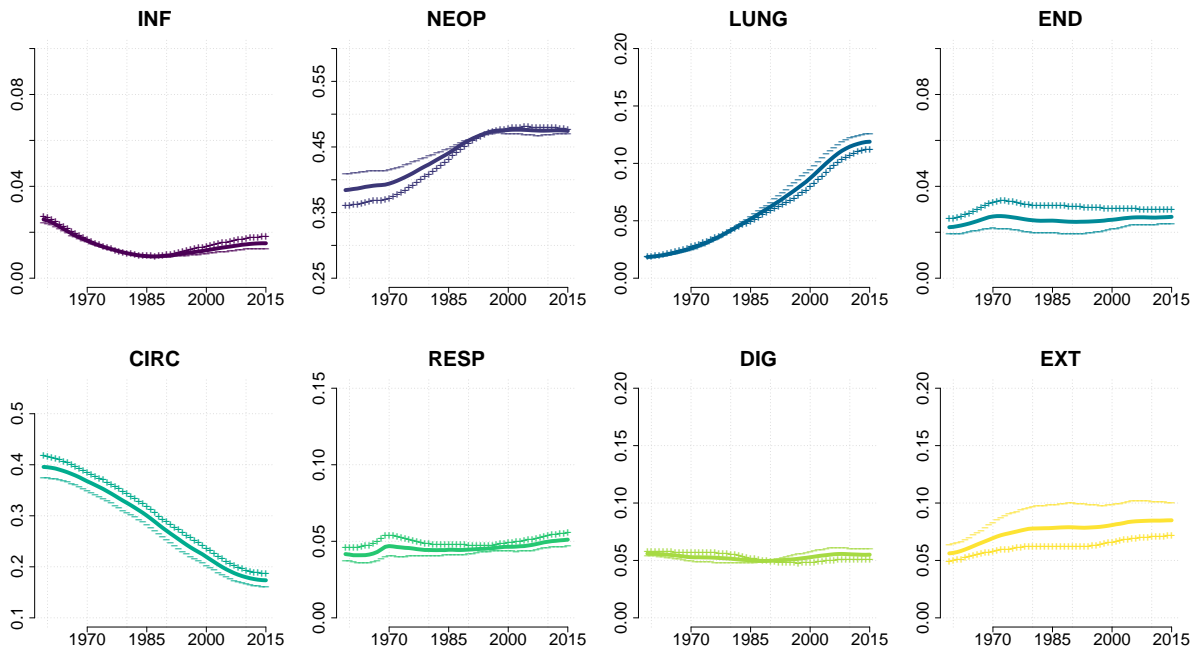 INF
NEOP
LUNG
END
0.00 0.04 0.08
1970 1985 2000 2015
0.25 0.35 0.45 0.55
1970 1985 2000 2015
0.00 0.05 0.10 0.15 0.20
1970 1985 2000 2015
0.00 0.04 0.08
1970 1985 2000 2015
CIRC
RESP
DIG
EXT
0.1 0.2 0.3 0.4 0.5
1970 1985 2000 2015
0.00 0.05 0.10 0.15
1970 1985 2000 2015
0.00 0.05 0.10 0.15 0.20
1970 1985 2000 2015
0.00 0.05 0.10 0.15 0.20
1970 1985 2000 2015